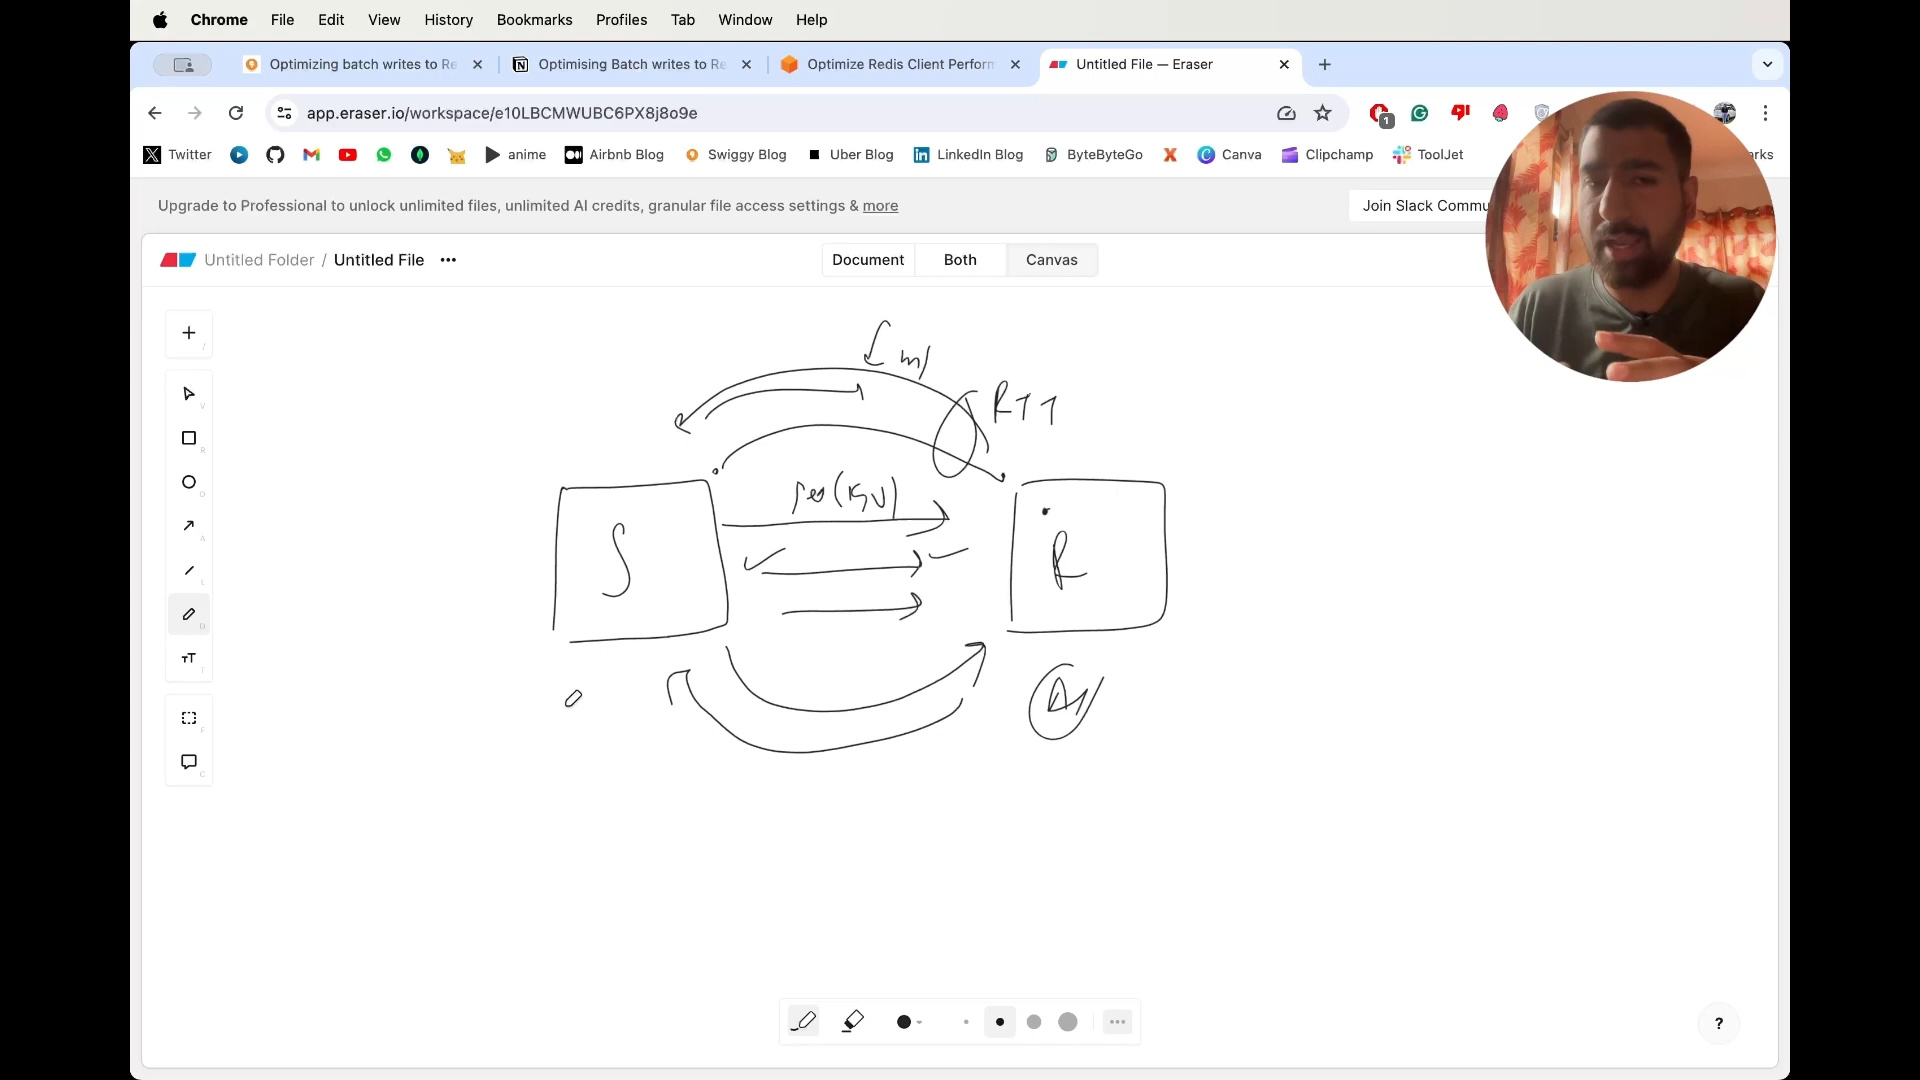 Chrome File Edit View History Bookmarks Profiles Tab Window Help
Optimizing batch writes to Re
Optimising Batch writes to Re
Optimize Redis Client Perform
Untitled File — Eraser
app.eraser.io/workspace/e10LBCMWUBC6PX8j8o9e
1
Twitter
anime
Airbnb Blog
Swiggy Blog
Uber Blog
LinkedIn Blog
ByteByteGo
Canva
Clipchamp
ToolJet
Upgrade to Professional to unlock unlimited files, unlimited AI credits, granular file access settings & more
Join Slack Commu
Untitled Folder / Untitled File
Document Both Canvas
RTT
S
R
?